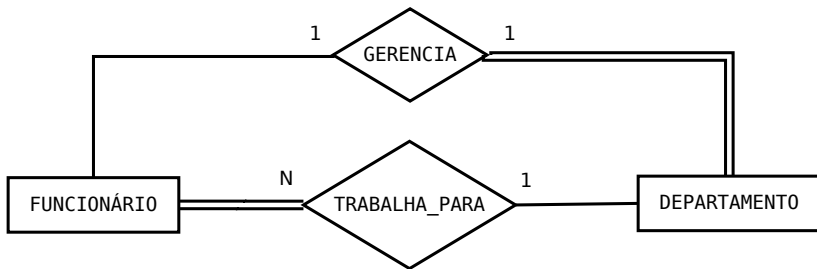 1
GERENCIA
1
FUNCIONÁRIO
N
TRABALHA_PARA
1
DEPARTAMENTO